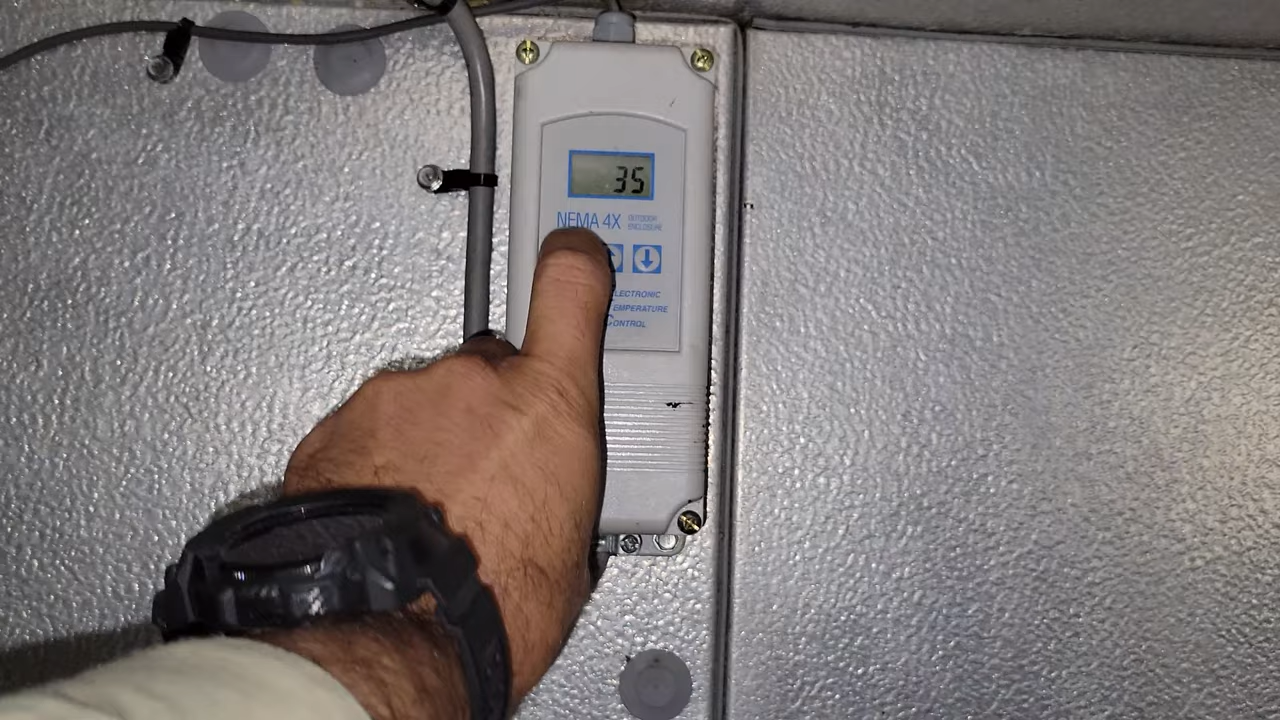 35
NEMA 4X
OUTDOOR
ENCLOSURE
LECTRONIC
EMPERATURE
ONTROL